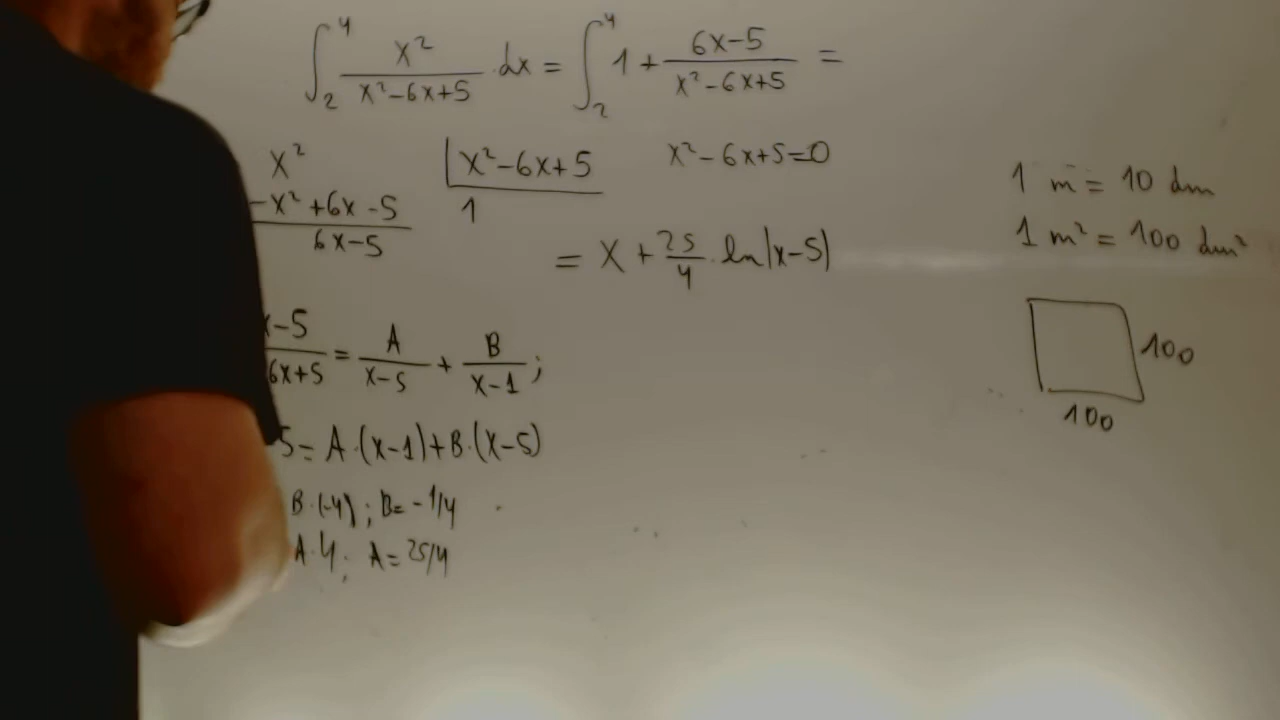 ∫₂⁴ x²/(x²-6x+5) · dx = ∫₂⁴ 1 + (6x-5)/(x²-6x+5) =
x² |x²-6x+5
-x²+6x-5 1
6x-5
x²-6x+5=0
= x + 25/4 · ln|x-5|
x-5/6x+5 = A/(x-5) + B/(x-1) ;
5 = A·(x-1)+B·(x-5)
B·(-4) ; B= -1/4
A·4 ; A= 25/4
1 m = 10 dm
1 m² = 100 dm²
100
100